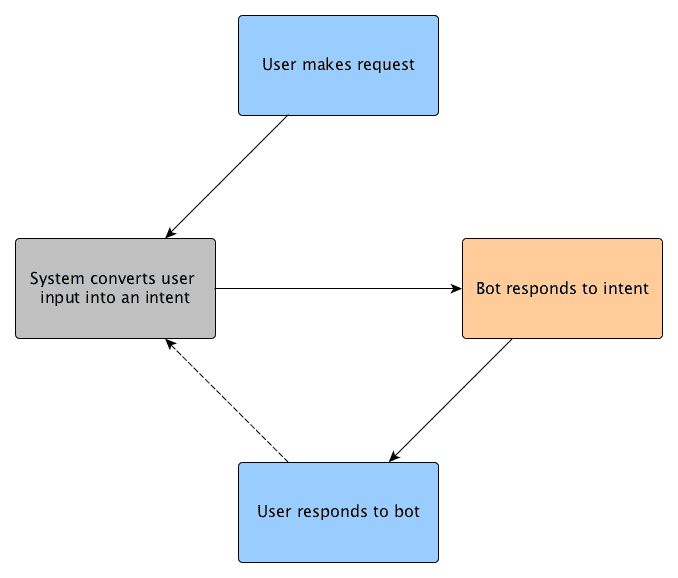 User makes request
System converts user
input into an intent
Bot responds to intent
User responds to bot